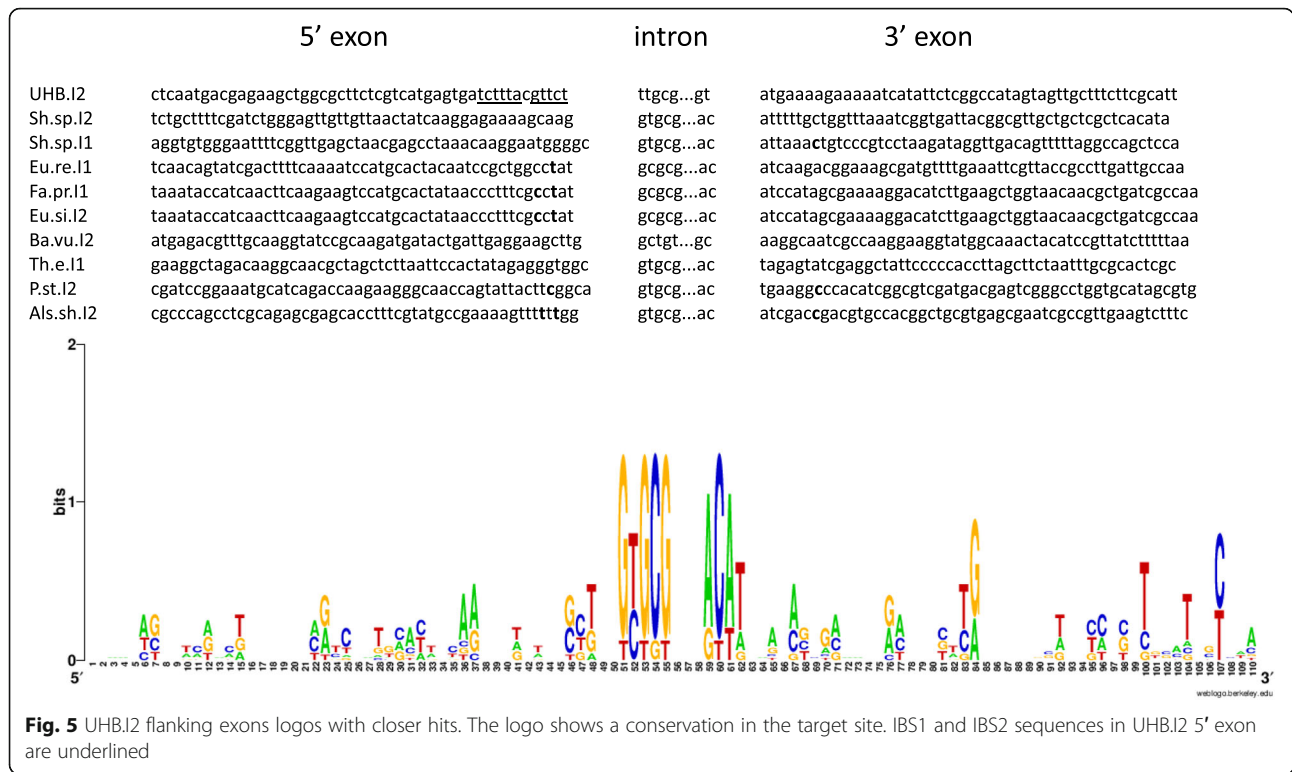 5′ exon intron 3′ exon
UHB.I2 ctcaatgacgagaagctggcgcttctcgtcatgagtgatctttacgttct ttgcg...gt atgaaaagaaaaatcatattctcggccatagtagttgctttcttcgcatt
Sh.sp.I2 tctgcttttcgatctgggagttgttgttaactatcaaggagaaaagcaag gtgcg...ac atttttgctggtttaaatcggtgattacggcgttgctgctcgctcacata
Sh.sp.I1 aggtgtgggaattttcggttgagctaacgagcctaaacaaggaatggggc gtgcg...ac attaaactgtcccgtcctaagataggttgacagtttttaggccagctcca
Eu.re.I1 tcaacagtatcgacttttcaaaatccatgcactacaatccgctggcctat gcgcg...ac atcaagacggaaagcgatgttttgaaattcgttaccgccttgattgccaa
Fa.pr.I1 taaataccatcaacttcaagaagtccatgcactataaccctttcgcctat gcgcg...ac atccatagcgaaaaggacatcttgaagctggtaacaacgctgatcgccaa
Eu.si.I2 taaataccatcaacttcaagaagtccatgcactataaccctttcgcctat gcgcg...ac atccatagcgaaaaggacatcttgaagctggtaacaacgctgatcgccaa
Ba.vu.I2 atgagacgtttgcaaggtatccgcaagatgatactgattgaggaagcttg gctgt...gc aaggcaatcgccaaggaaggtatggcaaactacatccgttatctttttaa
Th.e.I1 gaaggctagacaaggcaacgctagctcttaattccactatagagggtggc gtgcg...ac tagagtatcgaggctattcccccaccttagcttctaatttgcgcactcgc
P.st.I2 cgatccggaaatgcatcagaccaagaagggcaaccagtattacttcggca gtgcg...ac tgaaggcccacatcggcgtcgatgacgagtcgggcctggtgcatagcgtg
Als.sh.I2 cgcccagcctcgcagagcgagcacctttcgtatgccgaaaagttttttgg gtgcg...ac atcgaccgacgtgccacggctgcgtgagcgaatcgccgttgaagtctttc
2
1
bits
0
5′ 3′
weblogo.berkeley.edu
Fig. 5 UHB.I2 flanking exons logos with closer hits. The logo shows a conservation in the target site. IBS1 and IBS2 sequences in UHB.I2 5′ exon
are underlined